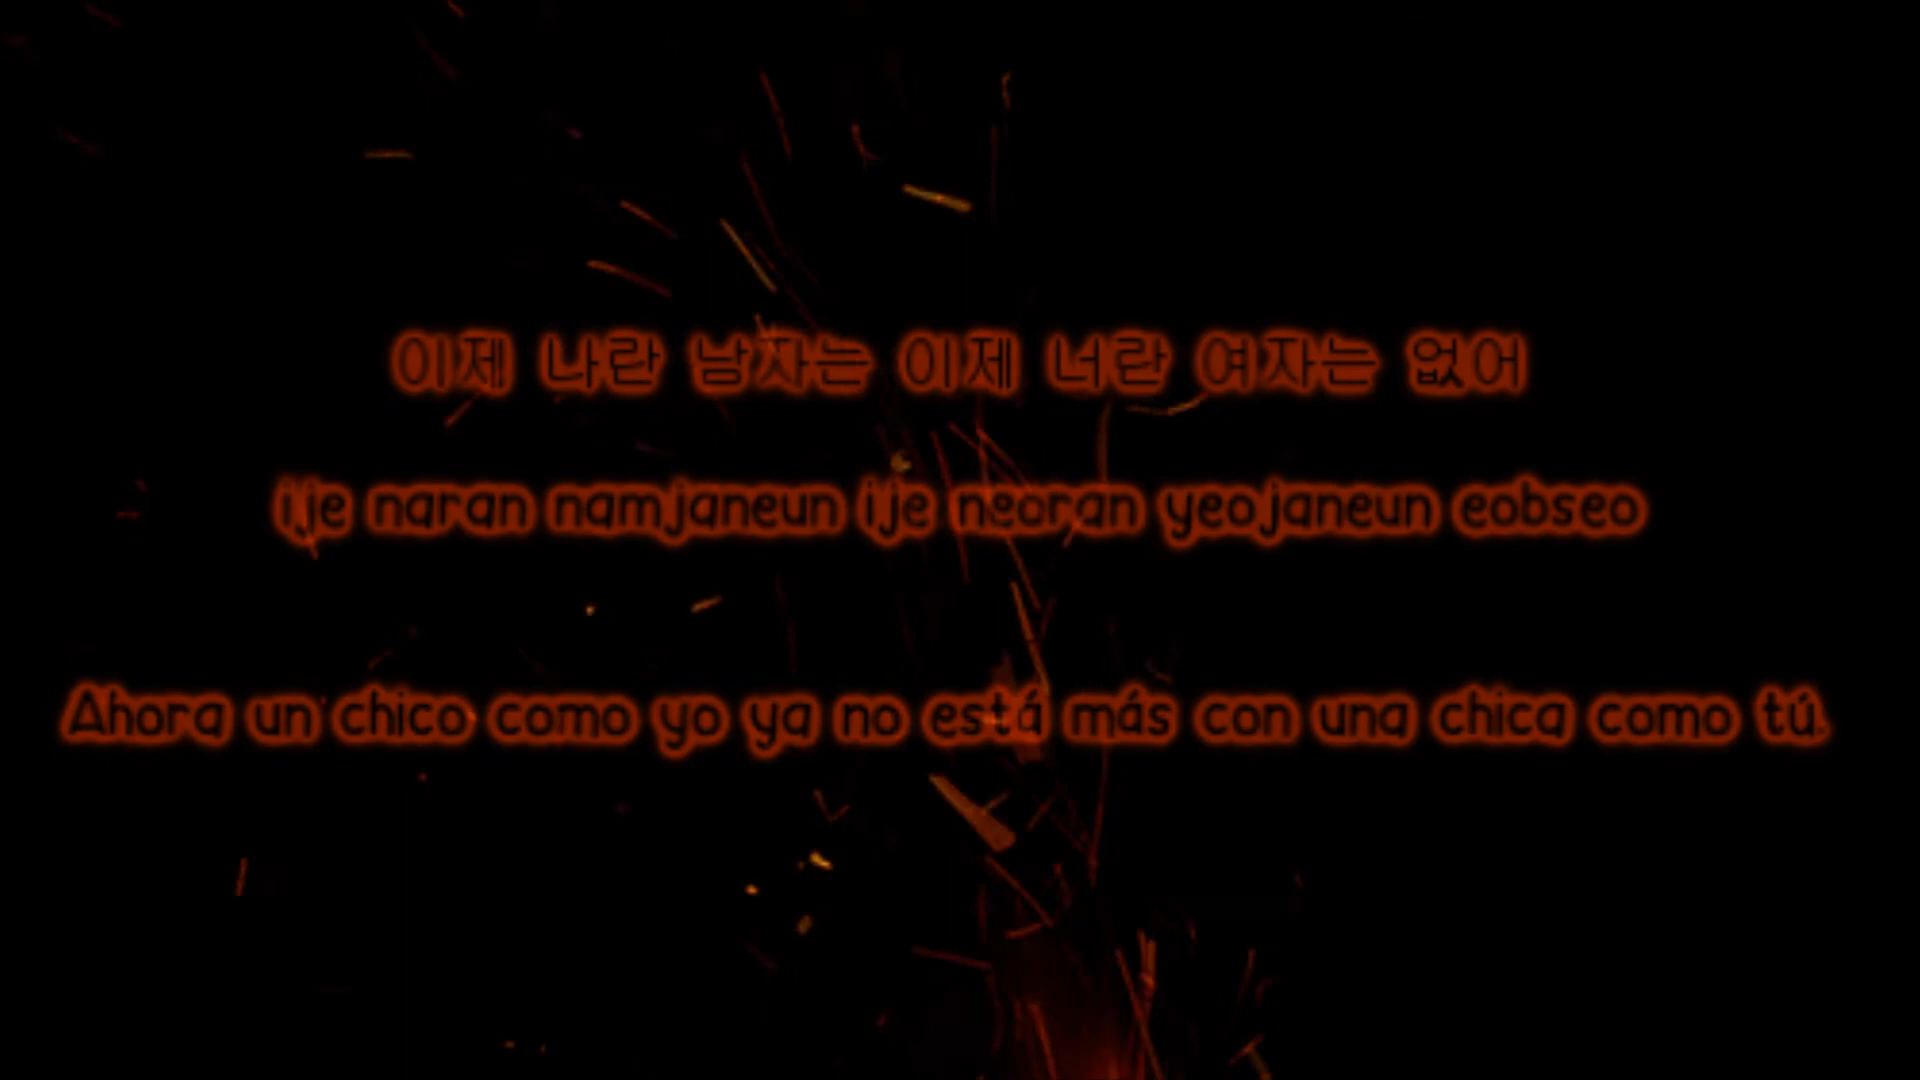 이제 나란 남자는 이제 너란 여자는 없어
ije naran namjaneun ije neoran yeojaneun eobseo
Ahora un chico como yo ya no está más con una chica como tú.